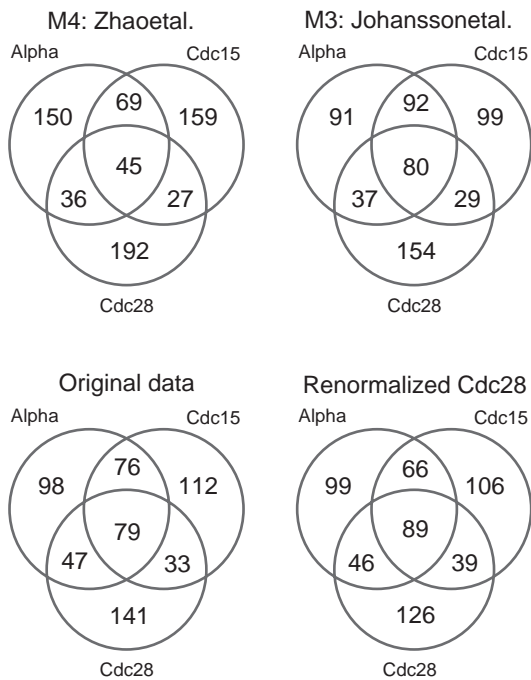 M4: Zhaoetal.
M3: Johanssonetal.
Alpha
Cdc15
150
69
159
45
36
27
192
Cdc28
Alpha
Cdc15
91
92
99
80
37
29
154
Cdc28
Original data
Renormalized Cdc28
Alpha
Cdc15
98
76
112
79
47
33
141
Cdc28
Alpha
Cdc15
99
66
106
89
46
39
126
Cdc28